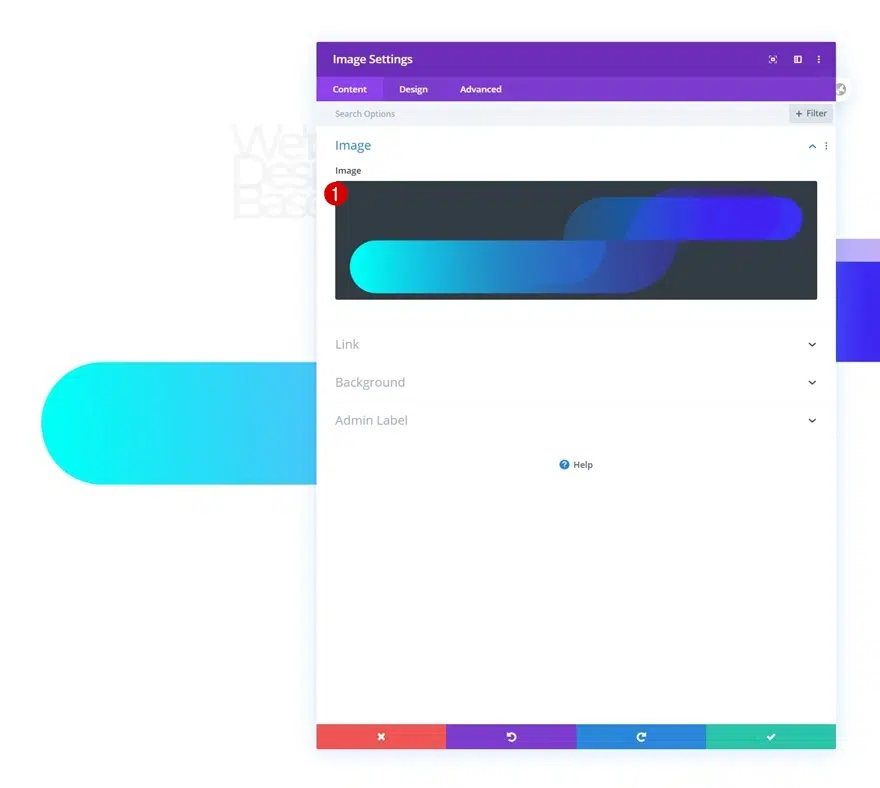 Image Settings
Content Design Advanced
Search Options
+ Filter
Image
Image
1
Link
Background
Admin Label
? Help